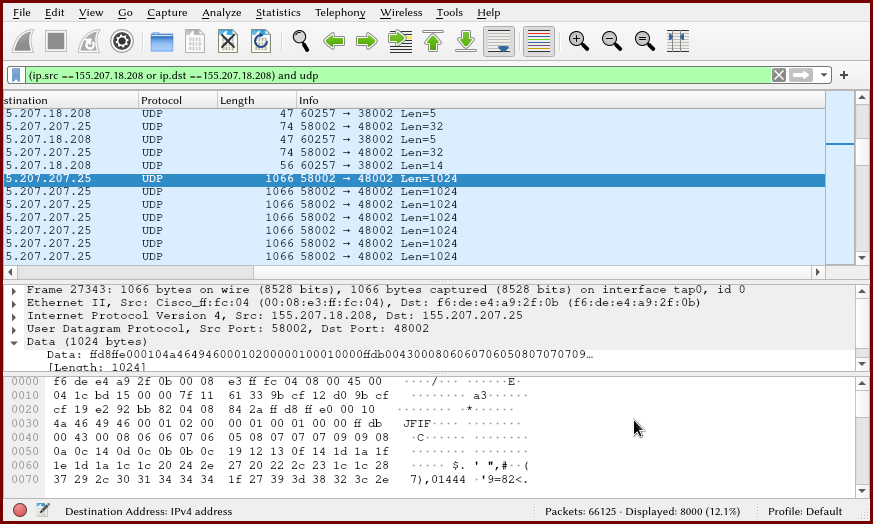 File Edit View Go Capture Analyze Statistics Telephony Wireless Tools Help
(ip.src ==155.207.18.208 or ip.dst ==155.207.18.208) and udp
stination Protocol Length Info
5.207.18.208 UDP 47 60257 → 38002 Len=5
5.207.207.25 UDP 74 58002 → 48002 Len=32
5.207.18.208 UDP 47 60257 → 38002 Len=5
5.207.207.25 UDP 74 58002 → 48002 Len=32
5.207.18.208 UDP 56 60257 → 38002 Len=14
5.207.207.25 UDP 1066 58002 → 48002 Len=1024
5.207.207.25 UDP 1066 58002 → 48002 Len=1024
5.207.207.25 UDP 1066 58002 → 48002 Len=1024
5.207.207.25 UDP 1066 58002 → 48002 Len=1024
5.207.207.25 UDP 1066 58002 → 48002 Len=1024
5.207.207.25 UDP 1066 58002 → 48002 Len=1024
5.207.207.25 UDP 1066 58002 → 48002 Len=1024
Frame 27343: 1066 bytes on wire (8528 bits), 1066 bytes captured (8528 bits) on interface tap0, id 0
Ethernet II, Src: Cisco_ff:fc:04 (00:08:e3:ff:fc:04), Dst: f6:de:e4:a9:2f:0b (f6:de:e4:a9:2f:0b)
Internet Protocol Version 4, Src: 155.207.18.208, Dst: 155.207.207.25
User Datagram Protocol, Src Port: 58002, Dst Port: 48002
Data (1024 bytes)
Data: ffd8ffe000104a46494600010200000100010000ffdb004300080606070605080707070709…
[Length: 1024]
0000 f6 de e4 a9 2f 0b 00 08 e3 ff fc 04 08 00 45 00 ····/··· ······E·
0010 04 1c bd 15 00 00 7f 11 61 33 9b cf 12 d0 9b cf ········ a3······
0020 cf 19 e2 92 bb 82 04 08 84 2a ff d8 ff e0 00 10 ········ ·*······
0030 4a 46 49 46 00 01 02 00 00 01 00 01 00 00 ff db JFIF···· ········
0040 00 43 00 08 06 06 07 06 05 08 07 07 07 09 09 08 ·C······ ········
0050 0a 0c 14 0d 0c 0b 0b 0c 19 12 13 0f 14 1d 1a 1f ········ ········
0060 1e 1d 1a 1c 1c 20 24 2e 27 20 22 2c 23 1c 1c 28 ····· $. ' ",#··(
0070 37 29 2c 30 31 34 34 34 1f 27 39 3d 38 32 3c 2e 7),01444 ·'9=82<.
Destination Address: IPv4 address Packets: 66125 · Displayed: 8000 (12.1%) Profile: Default